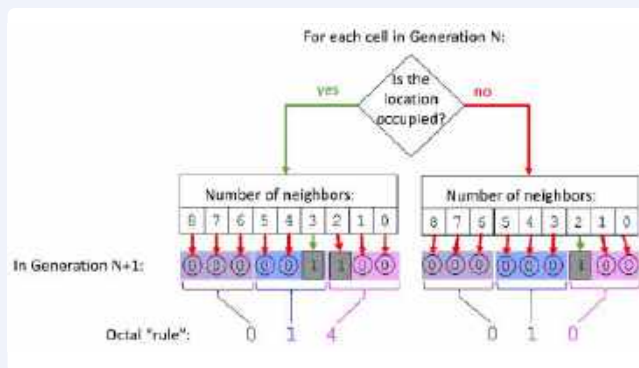 For each cell in Generation N:
Is the
yes location no
occupied?
Number of neighbors: Number of neighbors:
8 7 6 5 4 3 2 1 0 8 7 6 5 4 3 2 1 0
In Generation N+1: 0 0 0 0 0 1 1 0 0 0 0 0 0 0 0 1 0 0
Octal "rule": 0 1 4 0 1 0